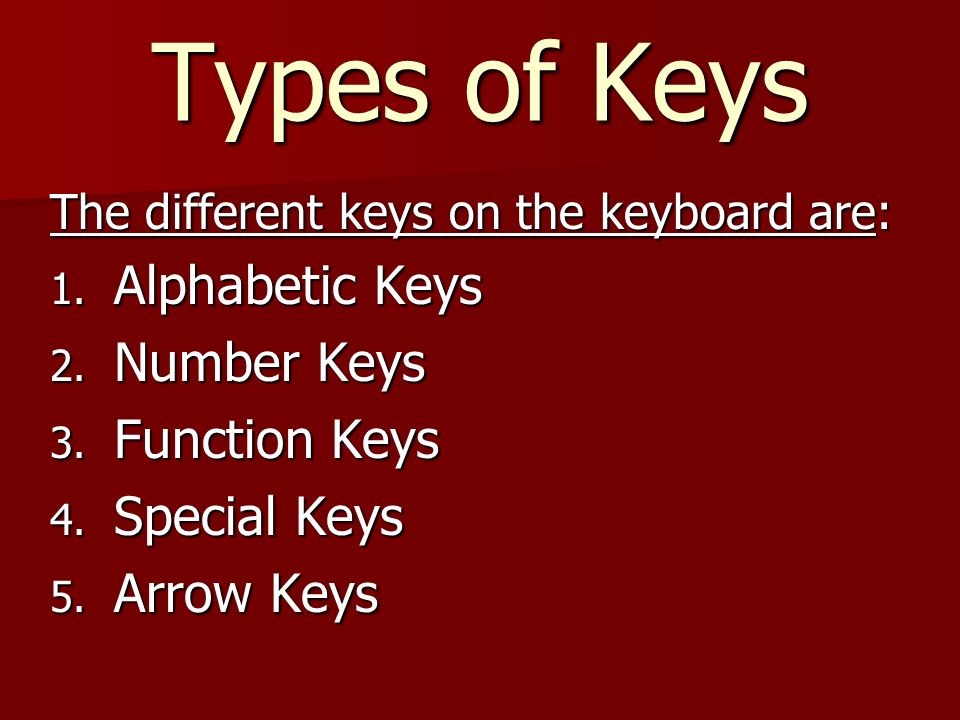 Types of Keys
The different keys on the keyboard are:
1. Alphabetic Keys
2. Number Keys
3. Function Keys
4. Special Keys
5. Arrow Keys